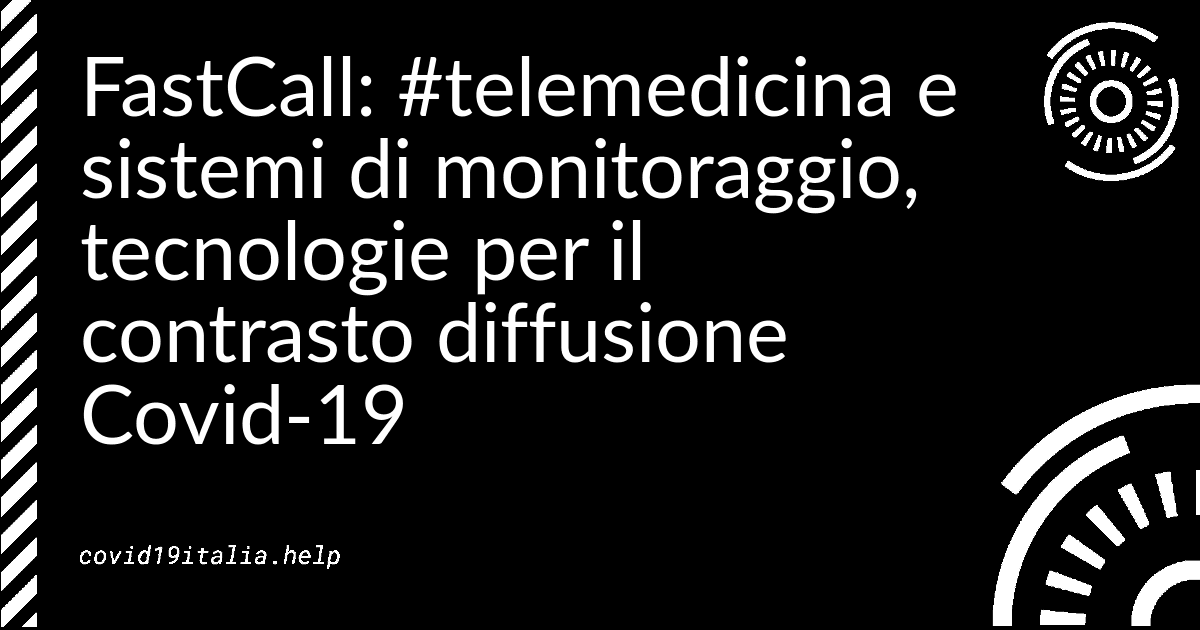 FastCall: #telemedicina e
sistemi di monitoraggio,
tecnologie per il
contrasto diffusione
Covid-19
covid19italia.help